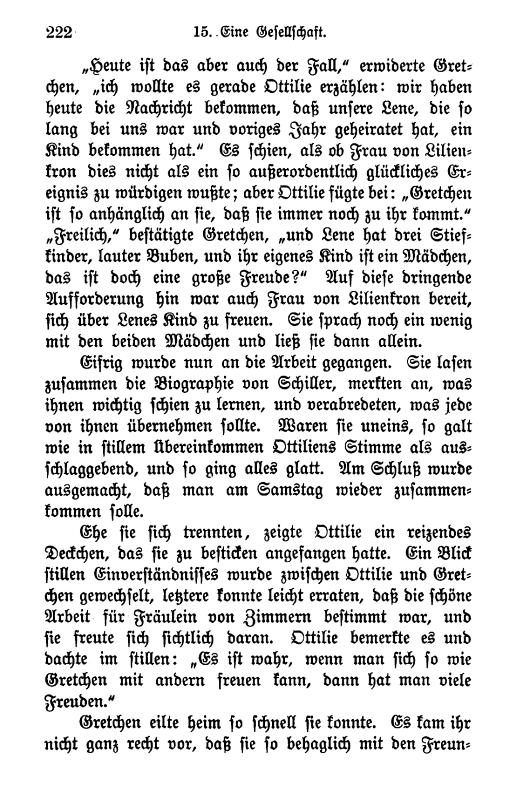 222 15. Eine Gesellschaft.
„Heute ist das aber auch der Fall,“ erwiderte Gret-
chen, „ich wollte es gerade Ottilie erzählen: wir haben
heute die Nachricht bekommen, daß unsere Lene, die so
lang bei uns war und voriges Jahr geheiratet hat, ein
Kind bekommen hat.“ Es schien, als ob Frau von Lilien-
kron dies nicht als ein so außerordentlich glückliches Er-
eignis zu würdigen wußte; aber Ottilie fügte bei: „Gretchen
ist so anhänglich an sie, daß sie immer noch zu ihr kommt.“
„Freilich,“ bestätigte Gretchen, „und Lene hat drei Stief-
kinder, lauter Buben, und ihr eigenes Kind ist ein Mädchen,
das ist doch eine große Freude?“ Auf diese dringende
Aufforderung hin war auch Frau von Lilienkron bereit,
sich über Lenes Kind zu freuen. Sie sprach noch ein wenig
mit den beiden Mädchen und ließ sie dann allein.
Eifrig wurde nun an die Arbeit gegangen. Sie lasen
zusammen die Biographie von Schiller, merkten an, was
ihnen wichtig schien zu lernen, und verabredeten, was jede
von ihnen übernehmen sollte. Waren sie uneins, so galt
wie in stillem Übereinkommen Ottiliens Stimme als aus-
schlaggebend, und so ging alles glatt. Am Schluß wurde
ausgemacht, daß man am Samstag wieder zusammen-
kommen solle.
Ehe sie sich trennten, zeigte Ottilie ein reizendes
Deckchen, das sie zu besticken angefangen hatte. Ein Blick
stillen Einverständnisses wurde zwischen Ottilie und Gret-
chen gewechselt, letztere konnte leicht erraten, daß die schöne
Arbeit für Fräulein von Zimmern bestimmt war, und
sie freute sich sichtlich daran. Ottilie bemerkte es und
dachte im stillen: „Es ist wahr, wenn man sich so wie
Gretchen mit andern freuen kann, dann hat man viele
Freuden.“
Gretchen eilte heim so schnell sie konnte. Es kam ihr
nicht ganz recht vor, daß sie so behaglich mit den Freun-